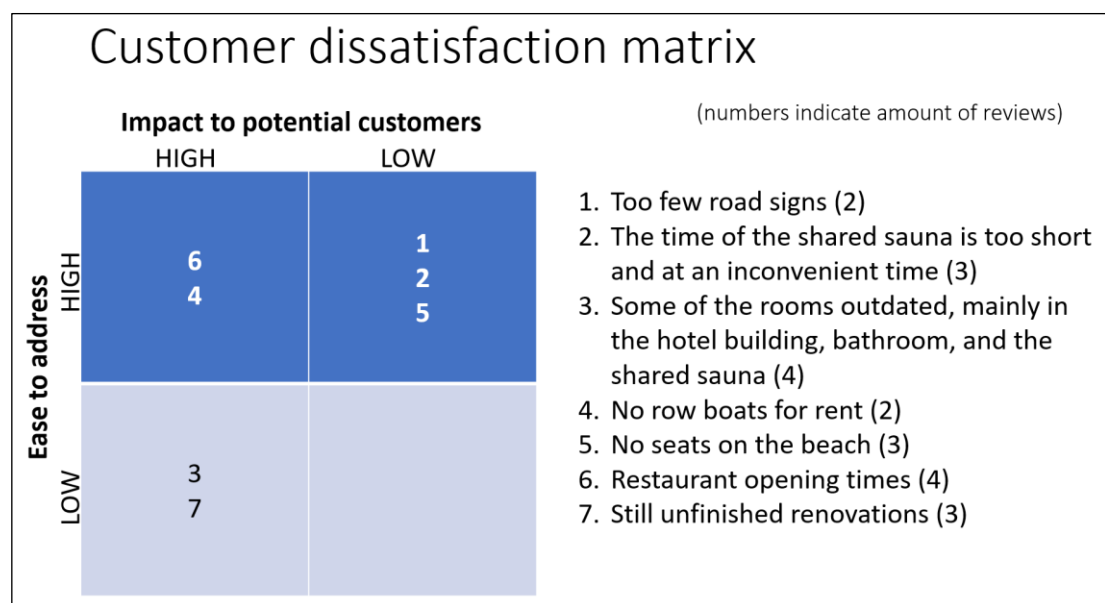 Customer dissatisfaction matrix
(numbers indicate amount of reviews)
Impact to potential customers
HIGH LOW
Ease to address
HIGH
6
4
1
2
5
LOW
3
7
1. Too few road signs (2)
2. The time of the shared sauna is too short
and at an inconvenient time (3)
3. Some of the rooms outdated, mainly in
the hotel building, bathroom, and the
shared sauna (4)
4. No row boats for rent (2)
5. No seats on the beach (3)
6. Restaurant opening times (4)
7. Still unfinished renovations (3)